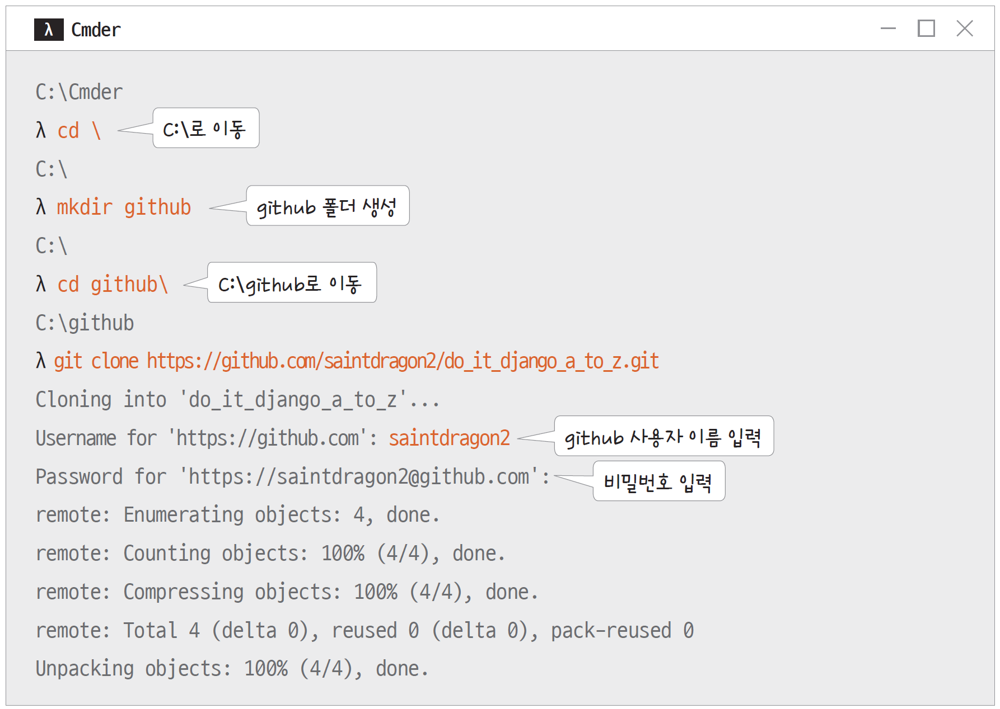 λ Cmder
C:\Cmder
λ cd \
C:\로 이동
C:\
λ mkdir github
github 폴더 생성
C:\
λ cd github\
C:\github로 이동
C:\github
λ git clone https://github.com/saintdragon2/do_it_django_a_to_z.git
Cloning into 'do_it_django_a_to_z'...
Username for 'https://github.com': saintdragon2
github 사용자 이름 입력
Password for 'https://saintdragon2@github.com':
비밀번호 입력
remote: Enumerating objects: 4, done.
remote: Counting objects: 100% (4/4), done.
remote: Compressing objects: 100% (4/4), done.
remote: Total 4 (delta 0), reused 0 (delta 0), pack-reused 0
Unpacking objects: 100% (4/4), done.